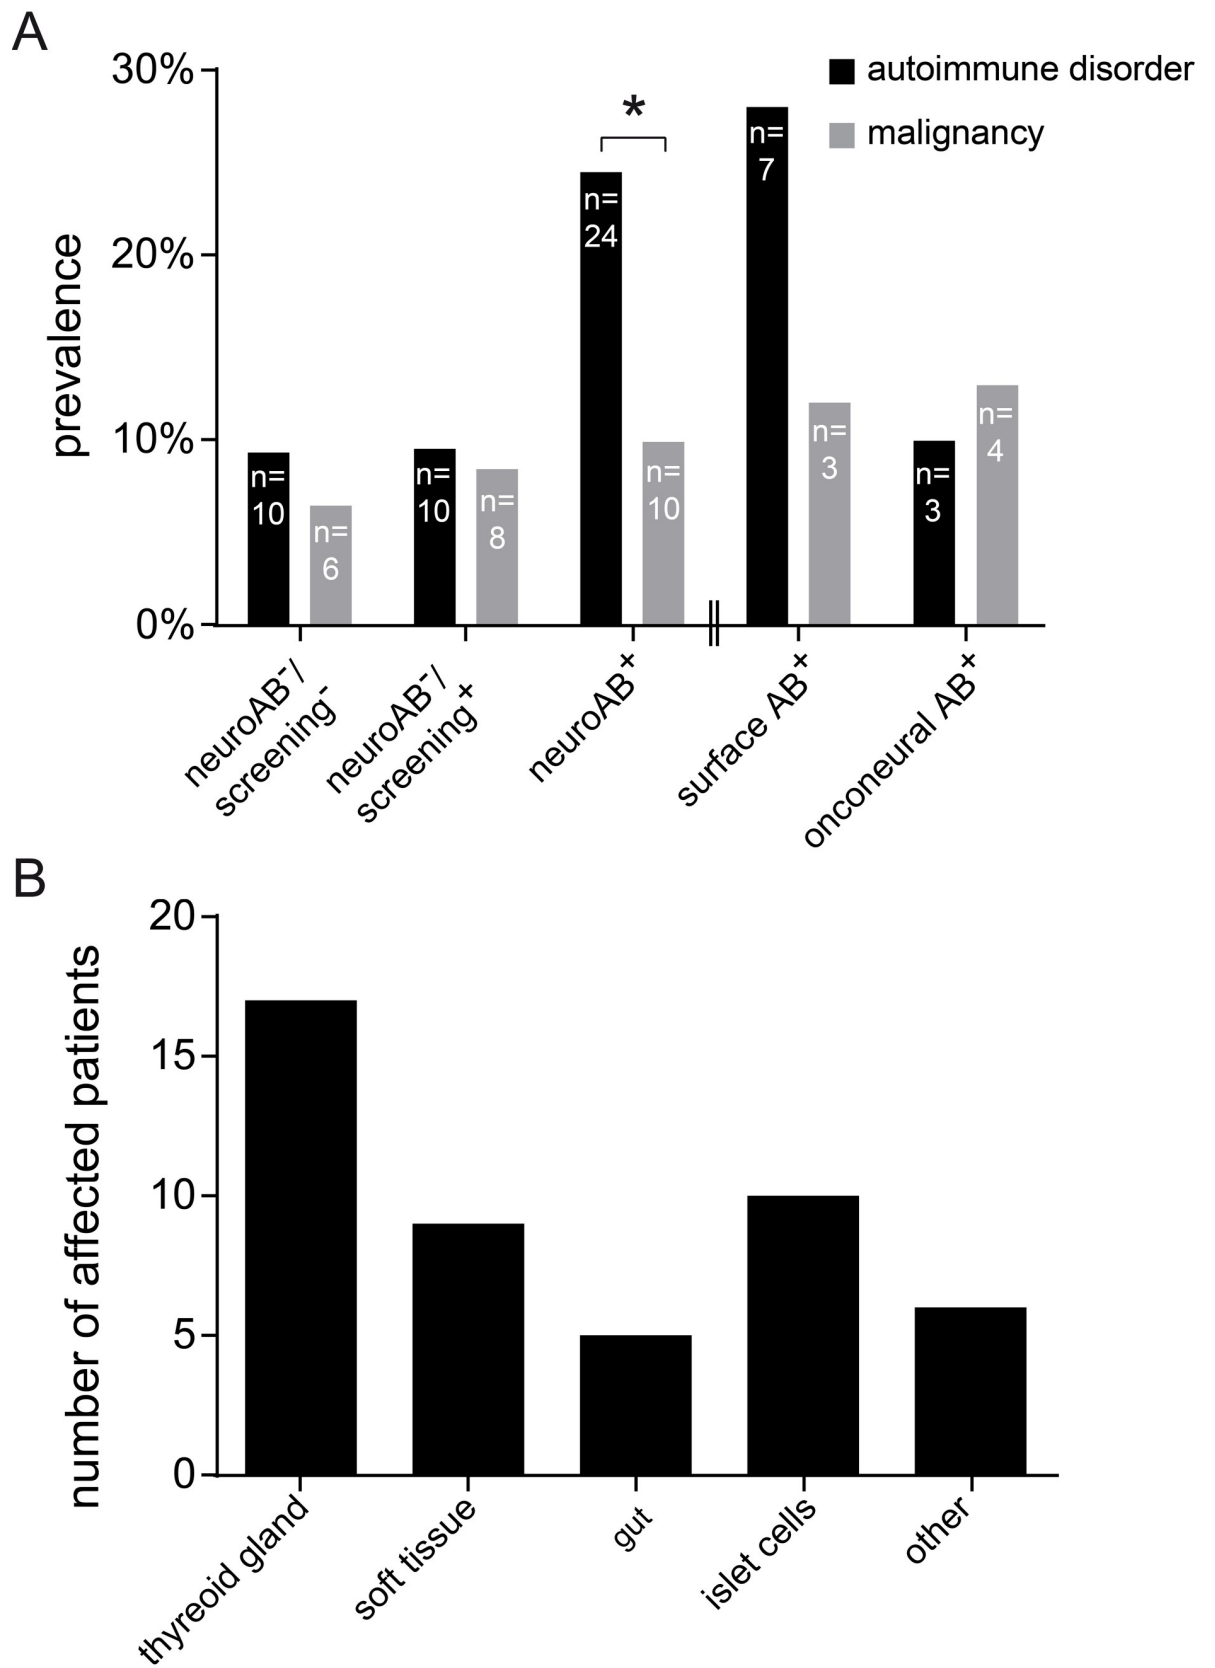 A
30%
20%
10%
0%
prevalence
autoimmune disorder
malignancy
*
n=
10
n=
6
n=
10
n=
8
n=
24
n=
10
n=
7
n=
3
n=
3
n=
4
neuroAB⁻/
screening⁻
neuroAB⁻/
screening⁺
neuroAB⁺
surface AB⁺
onconeural AB⁺
B
20
15
10
5
0
number of affected patients
thyreoid gland
soft tissue
gut
islet cells
other